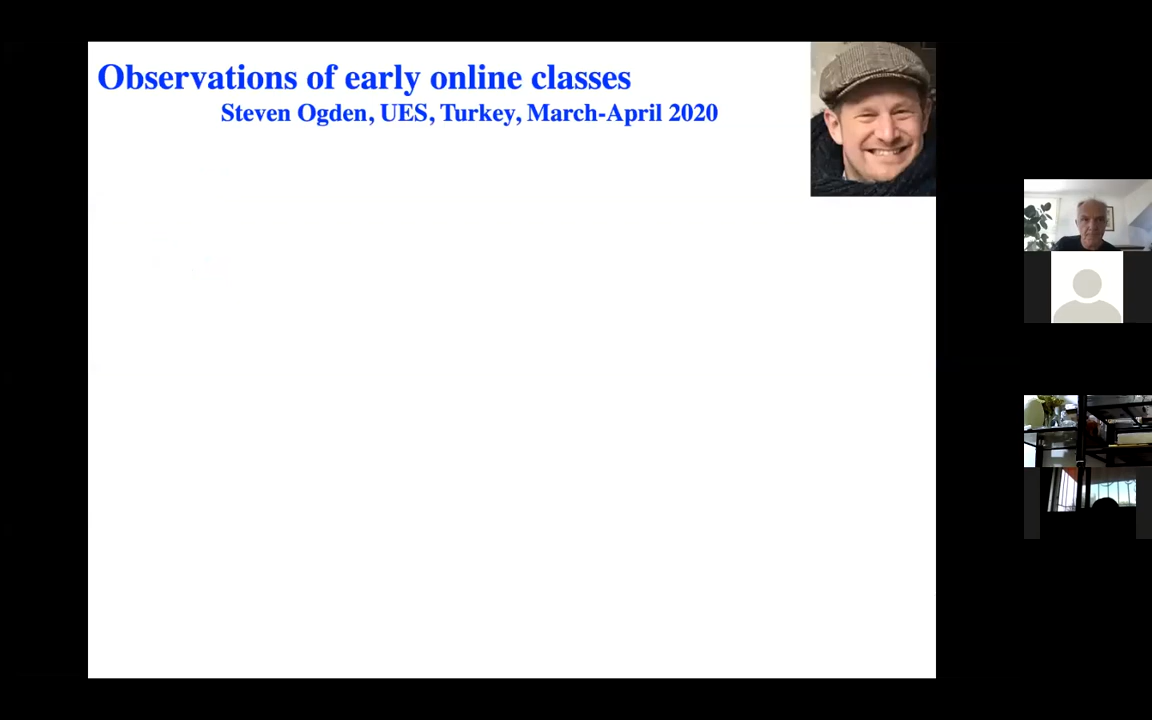 Observations of early online classes
Steven Ogden, UES, Turkey, March-April 2020